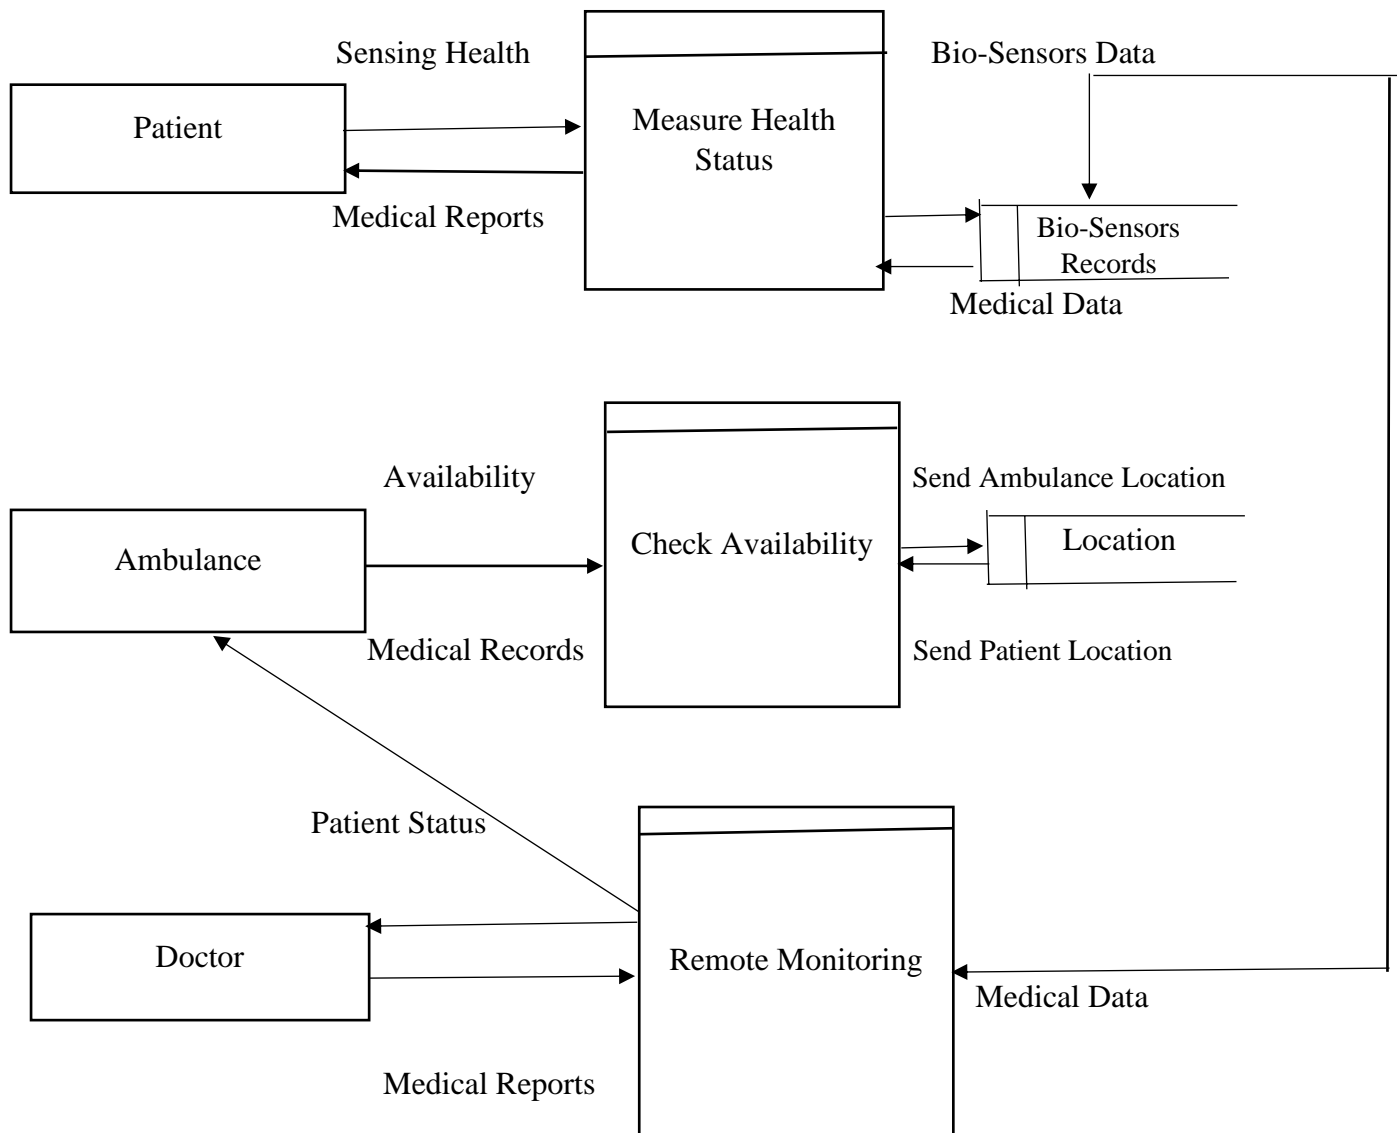 Sensing Health
Bio-Sensors Data
Patient
Measure Health
Status
Medical Reports
Bio-Sensors
Records
Medical Data
Availability
Send Ambulance Location
Ambulance
Check Availability
Location
Medical Records
Send Patient Location
Patient Status
Doctor
Remote Monitoring
Medical Data
Medical Reports